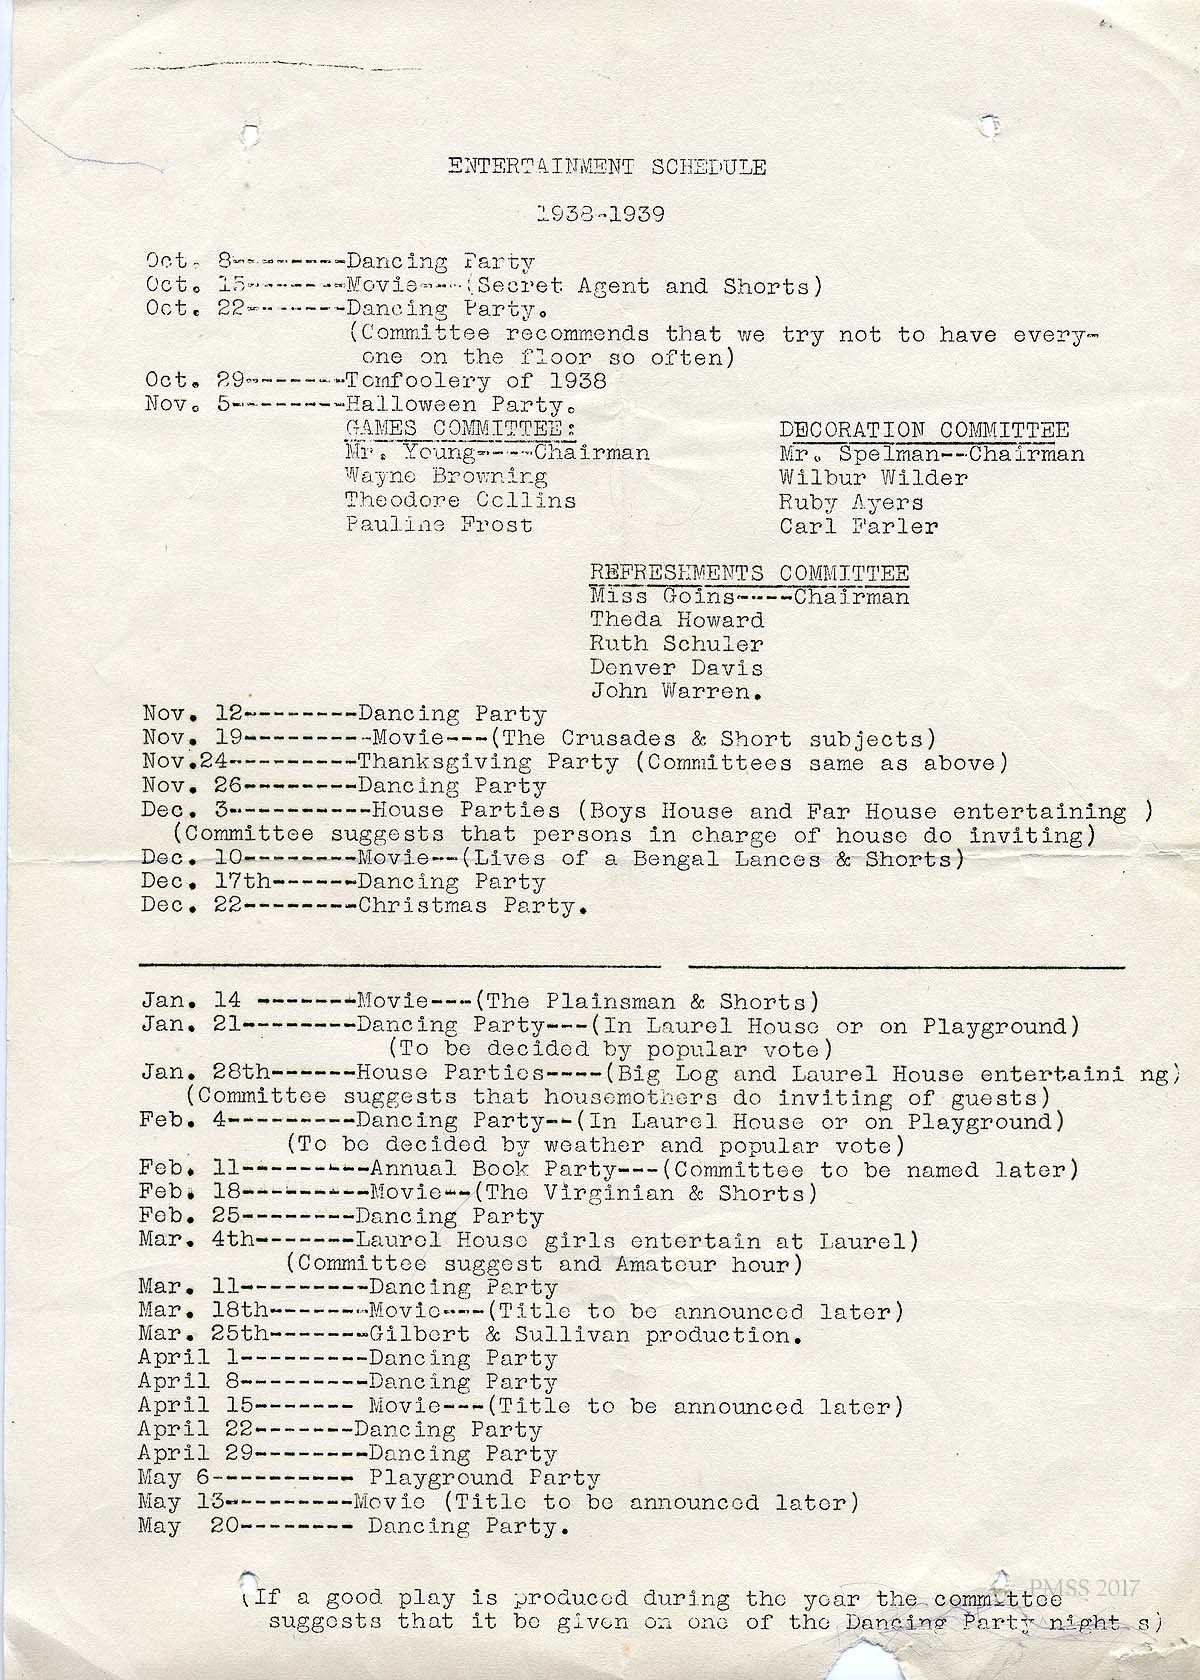 ENTERTAINMENT SCHEDULE
1938-1939
Oct. 8---------Dancing Party
Oct. 15--------Movie----(Secret Agent and Shorts)
Oct. 22--------Dancing Party.
(Committee recommends that we try not to have every-
one on the floor so often)
Oct. 29--------Tomfoolery of 1938
Nov. 5---------Halloween Party.
GAMES COMMITTEE:
Mr. Young-----Chairman
Wayne Browning
Theodore Collins
Pauline Frost
DECORATION COMMITTEE
Mr. Spelman--Chairman
Wilbur Wilder
Ruby Ayers
Carl Farler
REFRESHMENTS COMMITTEE
Miss Goins-----Chairman
Theda Howard
Ruth Schuler
Denver Davis
John Warren.
Nov. 12--------Dancing Party
Nov. 19---------Movie---(The Crusades & Short subjects)
Nov.24---------Thanksgiving Party (Committees same as above)
Nov. 26--------Dancing Party
Dec. 3----------House Parties (Boys House and Far House entertaining )
(Committee suggests that persons in charge of house do inviting)
Dec. 10--------Movie--(Lives of a Bengal Lances & Shorts)
Dec. 17th------Dancing Party
Dec. 22--------Christmas Party.
Jan. 14 -------Movie---(The Plainsman & Shorts)
Jan. 21--------Dancing Party---(In Laurel House or on Playground)
(To be decided by popular vote)
Jan. 28th------House Parties----(Big Log and Laurel House entertaini ng)
(Committee suggests that housemothers do inviting of guests)
Feb. 4---------Dancing Party--(In Laurel House or on Playground)
(To be decided by weather and popular vote)
Feb. 11---------Annual Book Party---(Committee to be named later)
Feb. 18---------Movie--(The Virginian & Shorts)
Feb. 25--------Dancing Party
Mar. 4th-------Laurel House girls entertain at Laurel)
(Committee suggest and Amateur hour)
Mar. 11---------Dancing Party
Mar. 18th-------Movie---(Title to be announced later)
Mar. 25th-------Gilbert & Sullivan production.
April 1---------Dancing Party
April 8---------Dancing Party
April 15------- Movie---(Title to be announced later)
April 22-------Dancing Party
April 29--------Dancing Party
May 6---------- Playground Party
May 13---------Movie (Title to be announced later)
May  20-------- Dancing Party.
(If a good play is produced during the year the committee
suggests that it be given on one of the Dancing Party night s)
PMSS 2017